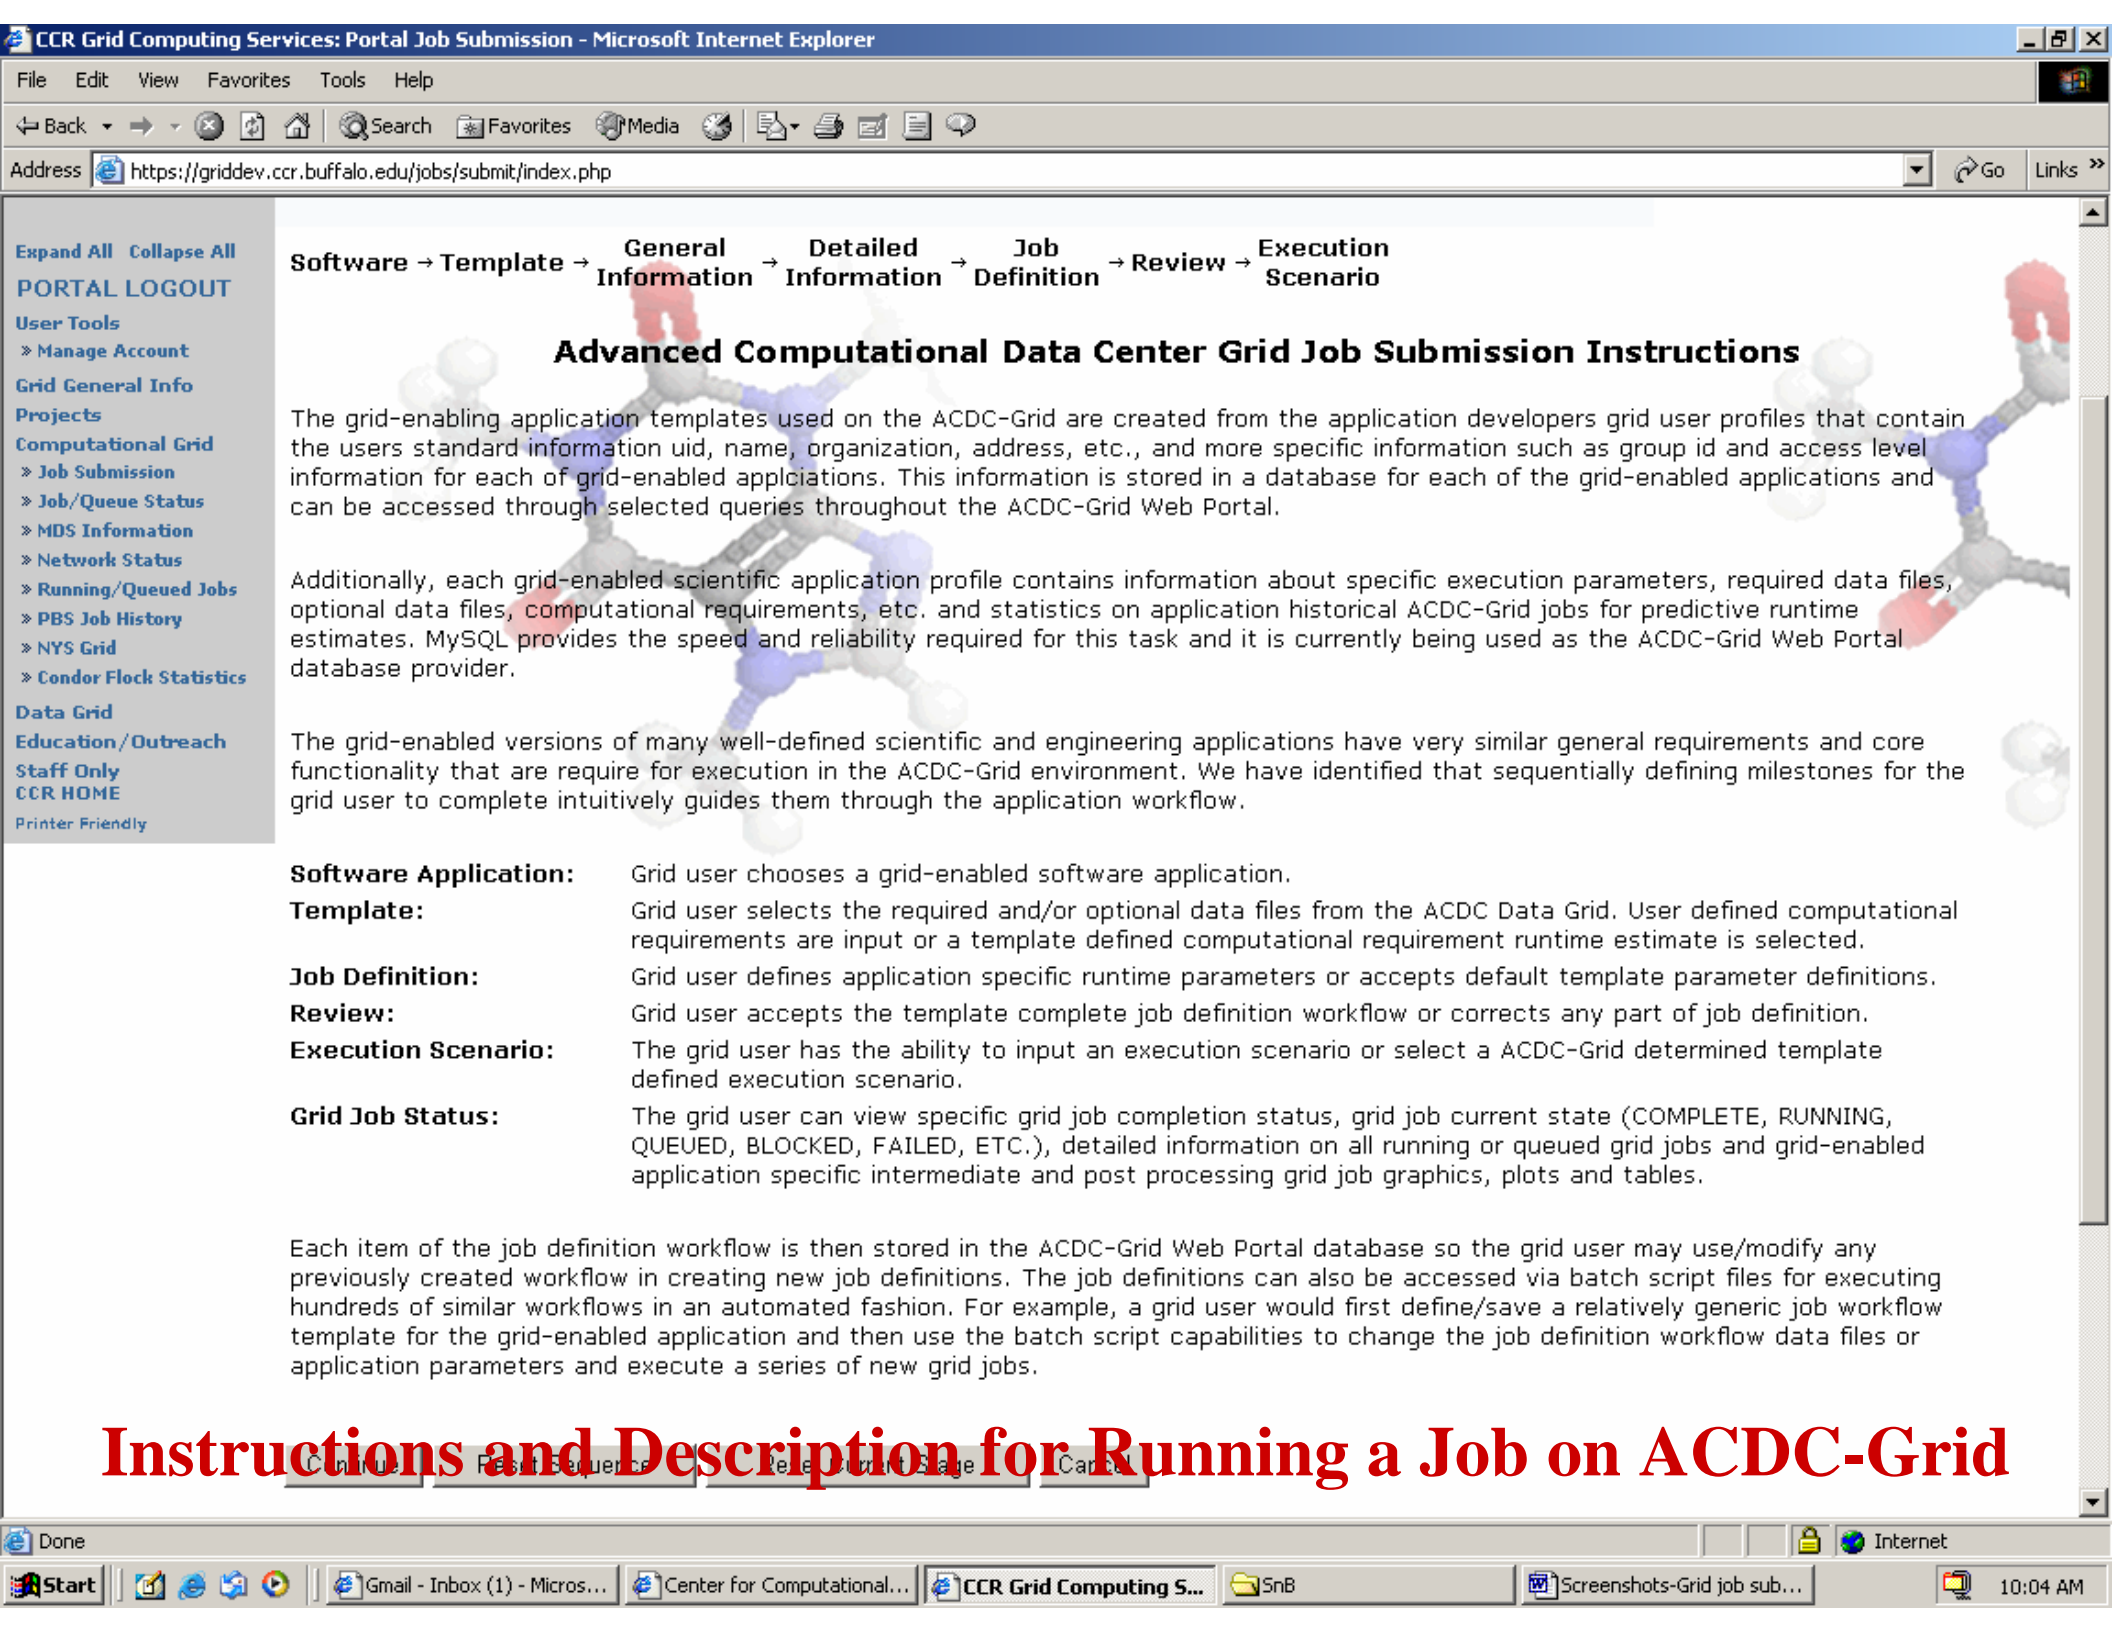 CCR Grid Computing Services: Portal Job Submission - Microsoft Internet Explorer
File Edit View Favorites Tools Help
Back Search Favorites Media
Address https://griddev.ccr.buffalo.edu/jobs/submit/index.php Go Links »
Expand All Collapse All
PORTAL LOGOUT
User Tools
» Manage Account
Grid General Info
Projects
Computational Grid
» Job Submission
» Job/Queue Status
» MDS Information
» Network Status
» Running/Queued Jobs
» PBS Job History
» NYS Grid
» Condor Flock Statistics
Data Grid
Education/Outreach
Staff Only
CCR HOME
Printer Friendly
Software → Template → General Information → Detailed Information → Job Definition → Review → Execution Scenario
Advanced Computational Data Center Grid Job Submission Instructions
The grid-enabling application templates used on the ACDC-Grid are created from the application developers grid user profiles that contain
the users standard information uid, name, organization, address, etc., and more specific information such as group id and access level
information for each of grid-enabled applciations. This information is stored in a database for each of the grid-enabled applications and
can be accessed through selected queries throughout the ACDC-Grid Web Portal.
Additionally, each grid-enabled scientific application profile contains information about specific execution parameters, required data files,
optional data files, computational requirements, etc. and statistics on application historical ACDC-Grid jobs for predictive runtime
estimates. MySQL provides the speed and reliability required for this task and it is currently being used as the ACDC-Grid Web Portal
database provider.
The grid-enabled versions of many well-defined scientific and engineering applications have very similar general requirements and core
functionality that are require for execution in the ACDC-Grid environment. We have identified that sequentially defining milestones for the
grid user to complete intuitively guides them through the application workflow.
Software Application: Grid user chooses a grid-enabled software application.
Template: Grid user selects the required and/or optional data files from the ACDC Data Grid. User defined computational
requirements are input or a template defined computational requirement runtime estimate is selected.
Job Definition: Grid user defines application specific runtime parameters or accepts default template parameter definitions.
Review: Grid user accepts the template complete job definition workflow or corrects any part of job definition.
Execution Scenario: The grid user has the ability to input an execution scenario or select a ACDC-Grid determined template
defined execution scenario.
Grid Job Status: The grid user can view specific grid job completion status, grid job current state (COMPLETE, RUNNING,
QUEUED, BLOCKED, FAILED, ETC.), detailed information on all running or queued grid jobs and grid-enabled
application specific intermediate and post processing grid job graphics, plots and tables.
Each item of the job definition workflow is then stored in the ACDC-Grid Web Portal database so the grid user may use/modify any
previously created workflow in creating new job definitions. The job definitions can also be accessed via batch script files for executing
hundreds of similar workflows in an automated fashion. For example, a grid user would first define/save a relatively generic job workflow
template for the grid-enabled application and then use the batch script capabilities to change the job definition workflow data files or
application parameters and execute a series of new grid jobs.
Instructions and Description for Running a Job on ACDC-Grid
Continue Reset Sequence Reset Current Stage Cancel
Done Internet
Start Gmail - Inbox (1) - Micros... Center for Computational... CCR Grid Computing S... SnB Screenshots-Grid job sub... 10:04 AM